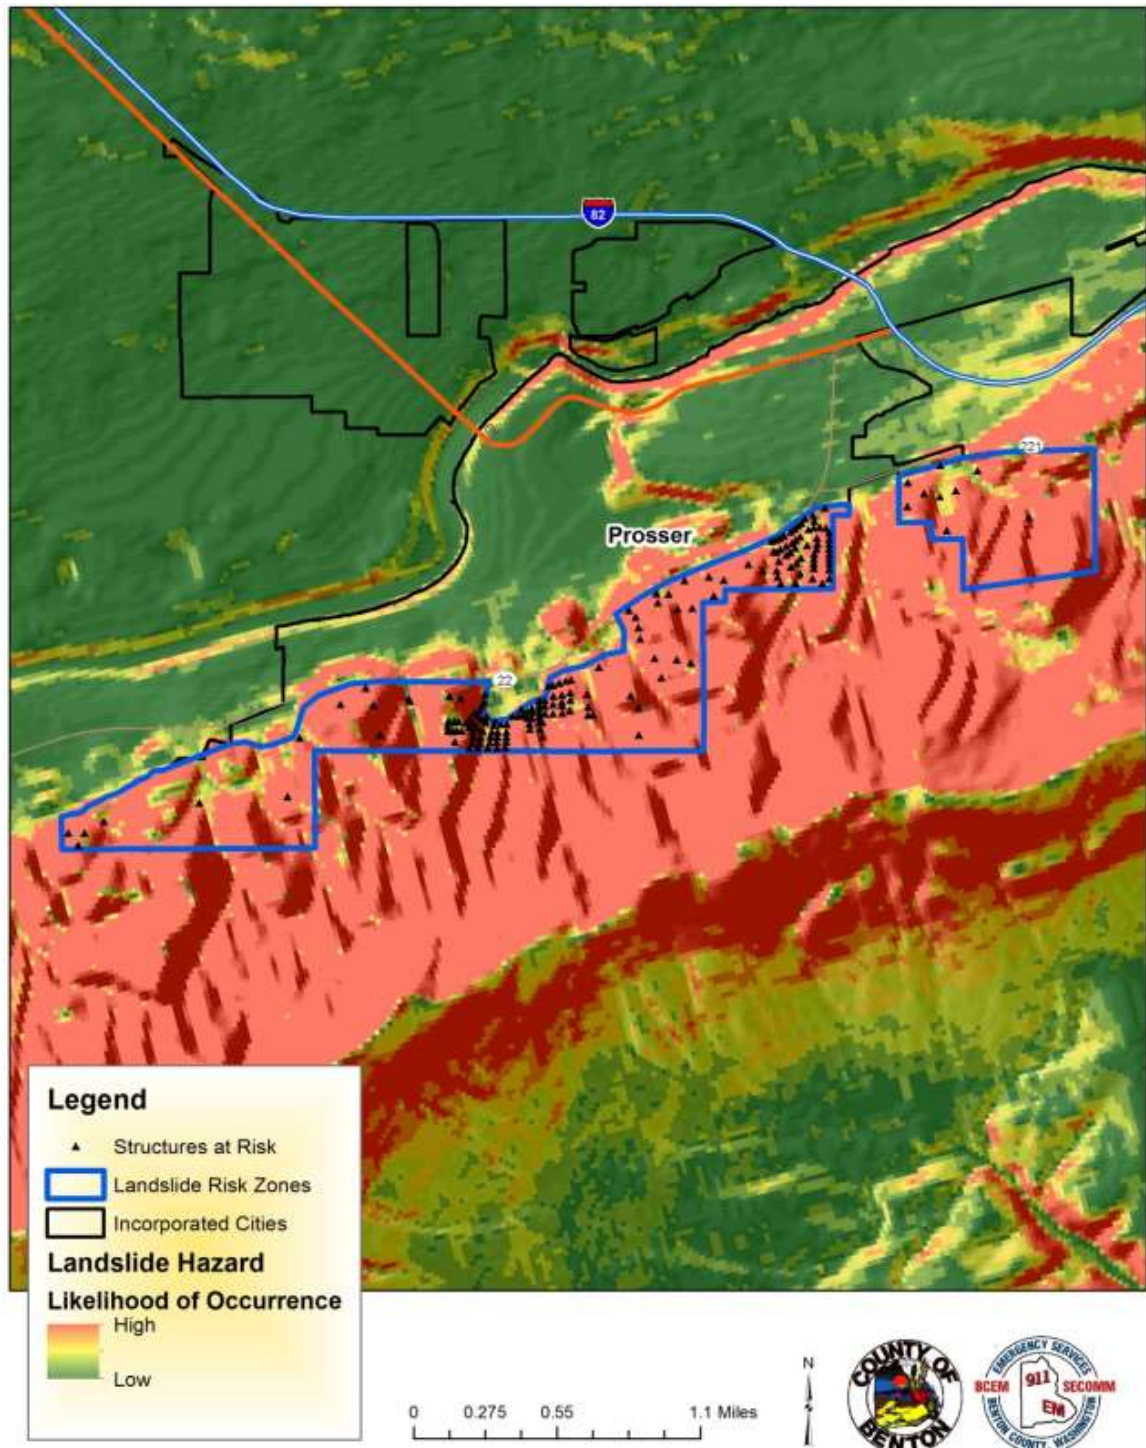 82
221
Prosser
22
Legend
Structures at Risk
Landslide Risk Zones
Incorporated Cities
Landslide Hazard
Likelihood of Occurrence
High
Low
0 0.275 0.55 1.1 Miles
N
COUNTY OF
BENTON
EMERGENCY SERVICES
BCEM 911 SECOMM
EM
BENTON COUNTY, WASHINGTON